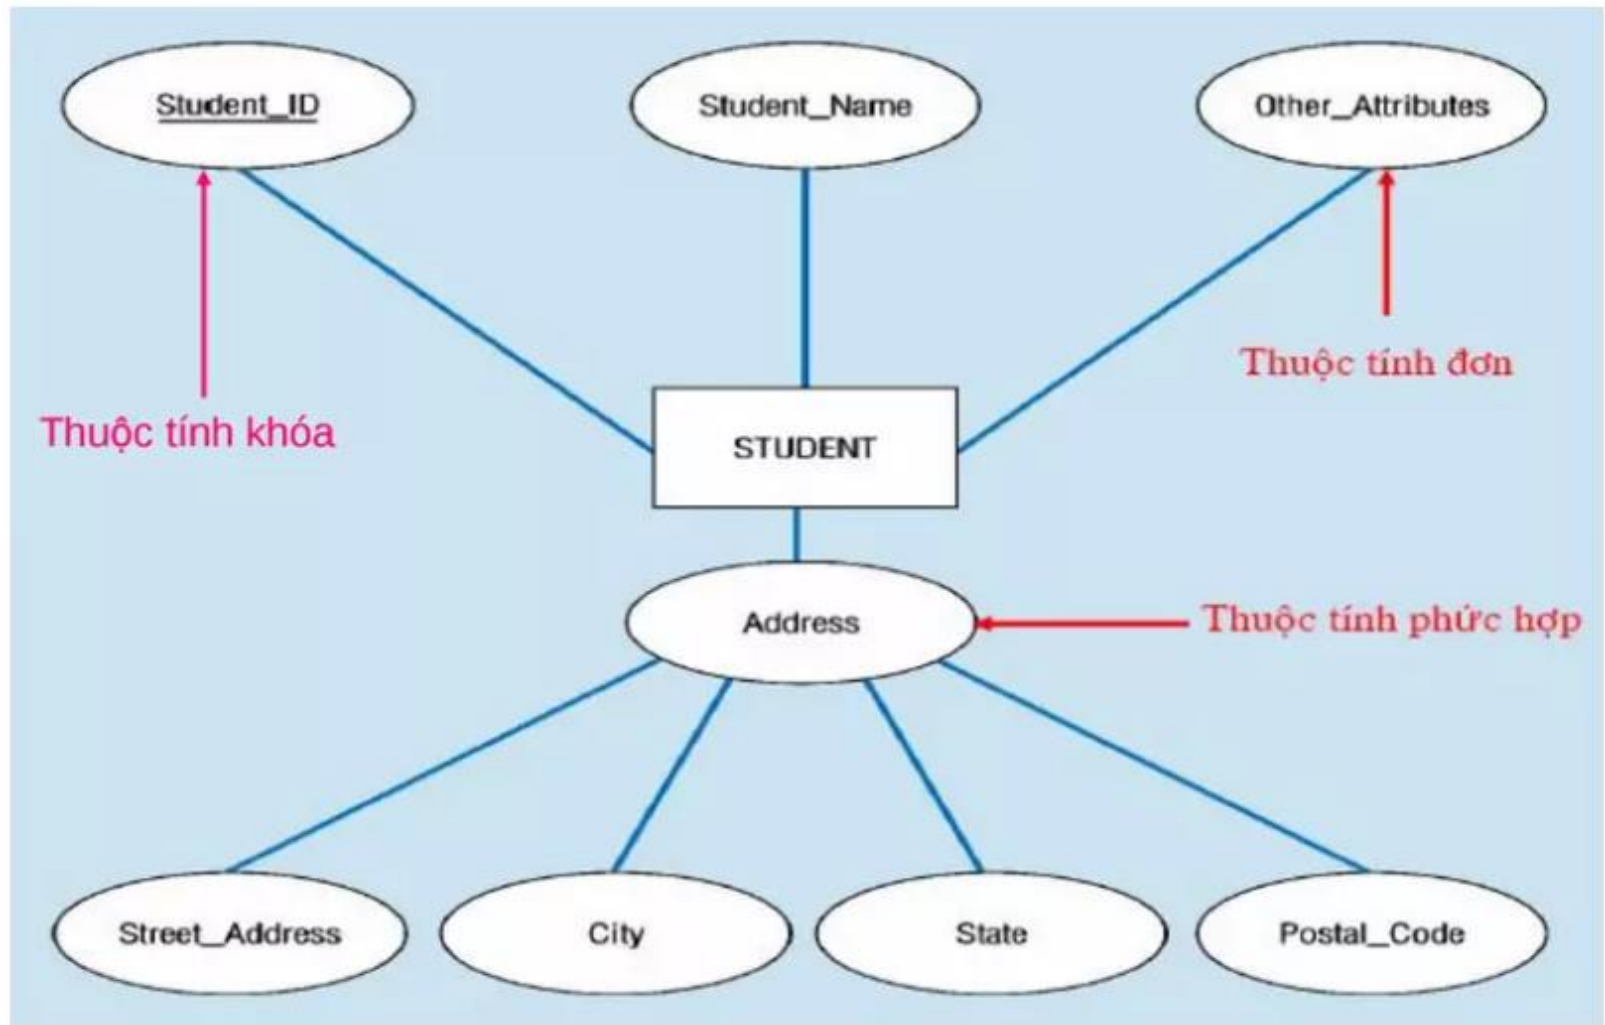 Student_ID
Student_Name
Other_Attributes
Thuộc tính đơn
Thuộc tính khóa
STUDENT
Address
Thuộc tính phức hợp
Street_Address
City
State
Postal_Code